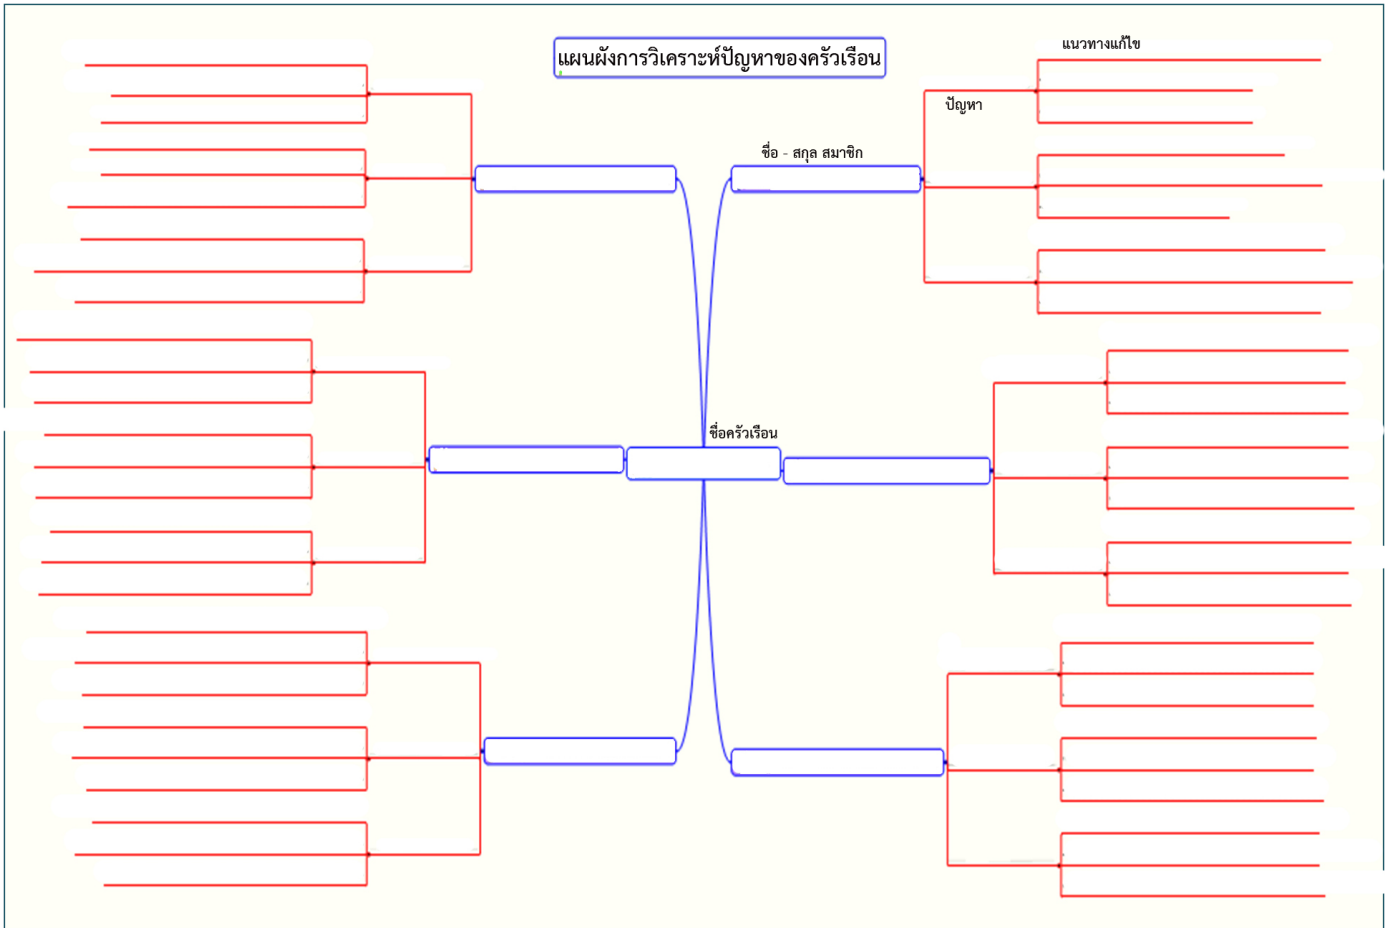 แผนผังการวิเคราะห์ปัญหาของครัวเรือน
แนวทางแก้ไข
ปัญหา
ชื่อ - สกุล สมาชิก
ชื่อครัวเรือน